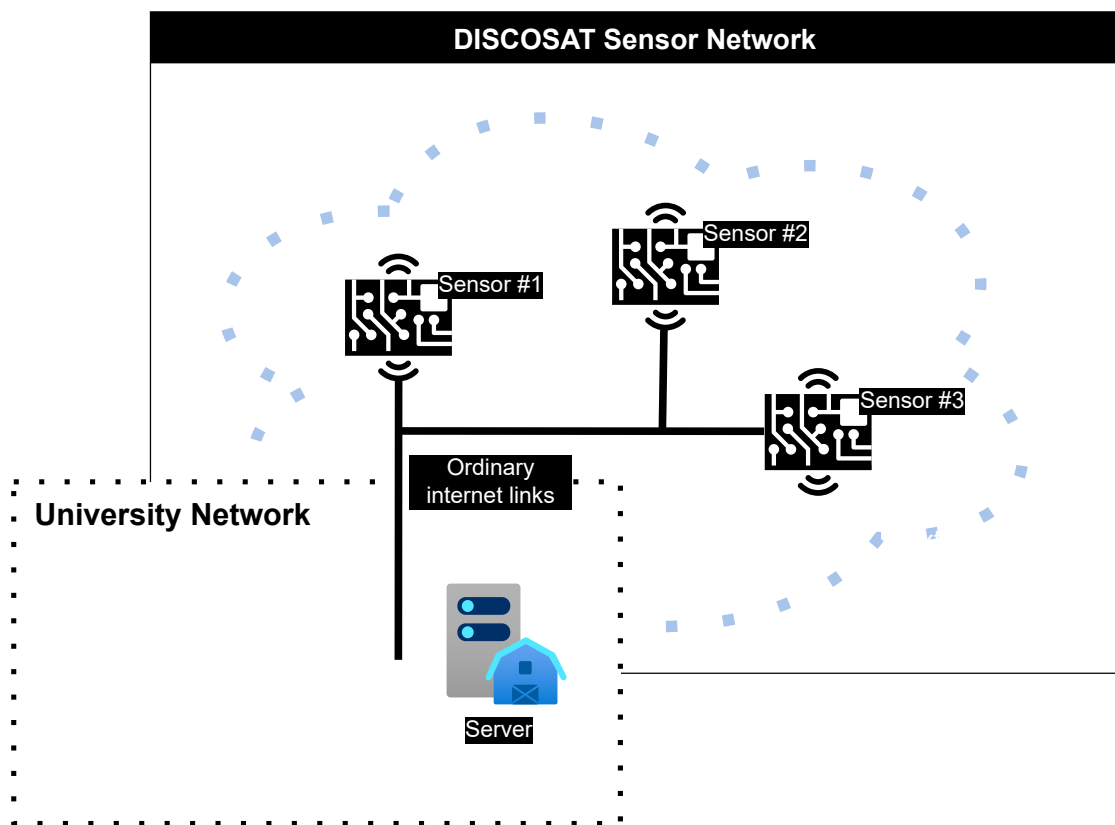 DISCOSAT Sensor Network
Sensor #2
Sensor #1
Sensor #3
Ordinary
internet links
University Network
Server